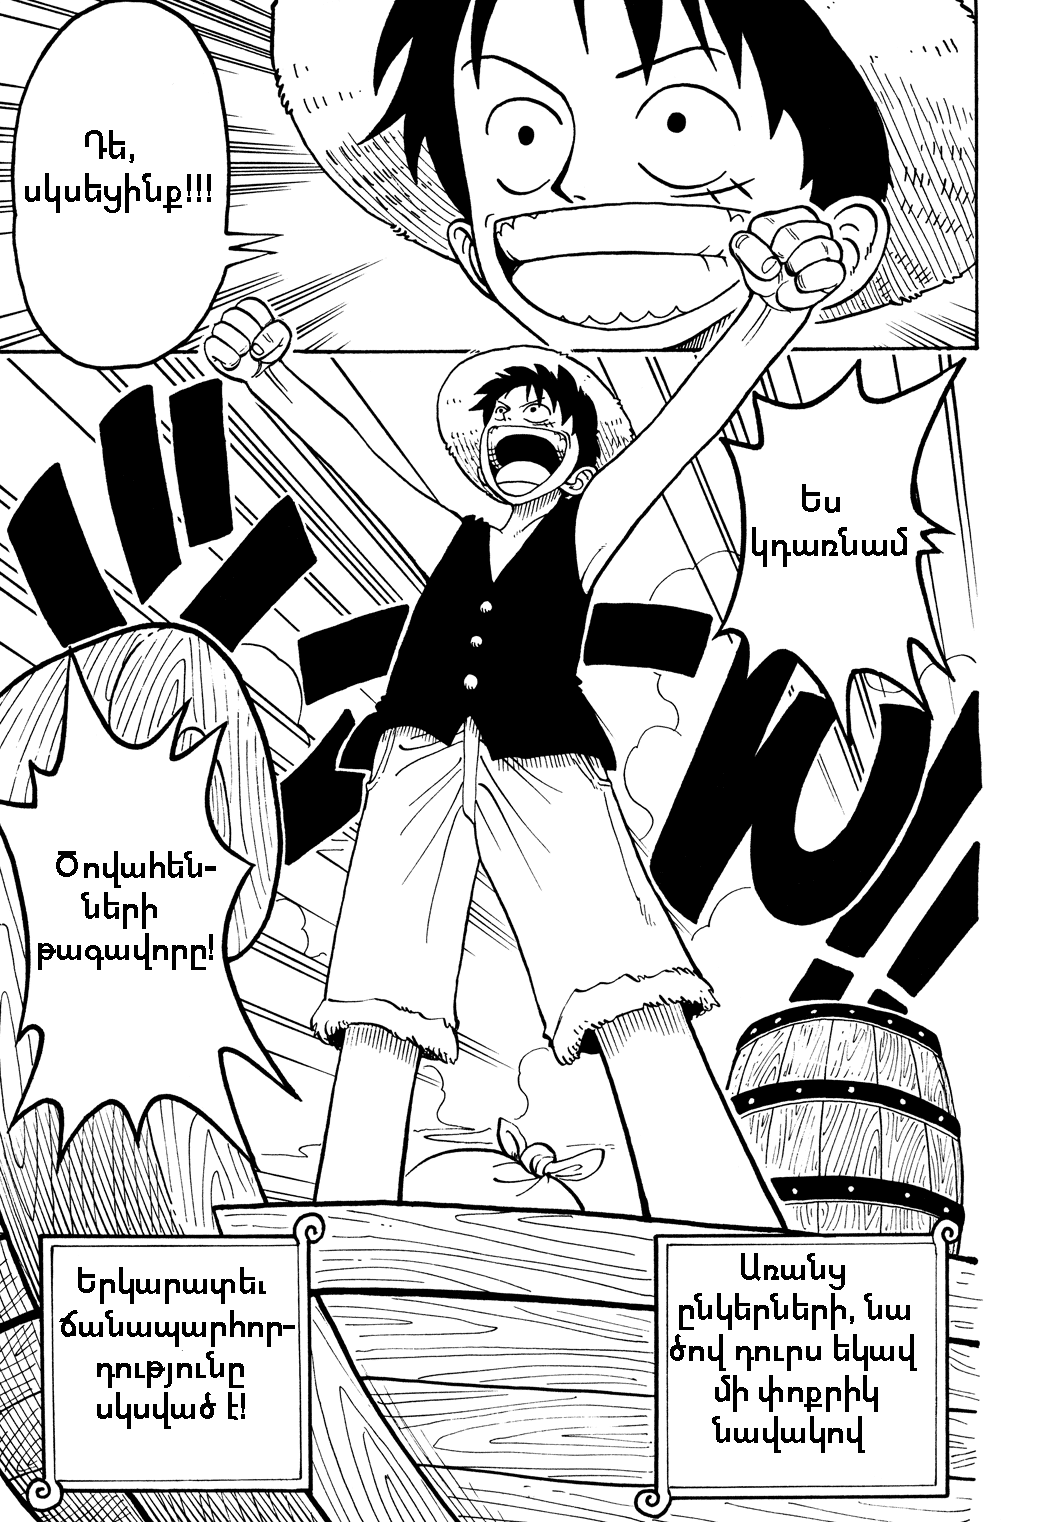 Դե,
սկսեցինք!!!
Ես
կդառնամ
Ծովահեն-
ների
թագավորը!
Առանց
ընկերների, նա
ծով դուրս եկավ
մի փոքրիկ
նավակով
Երկարատեւ
ճանապարհոր-
դությունը
սկսված է!